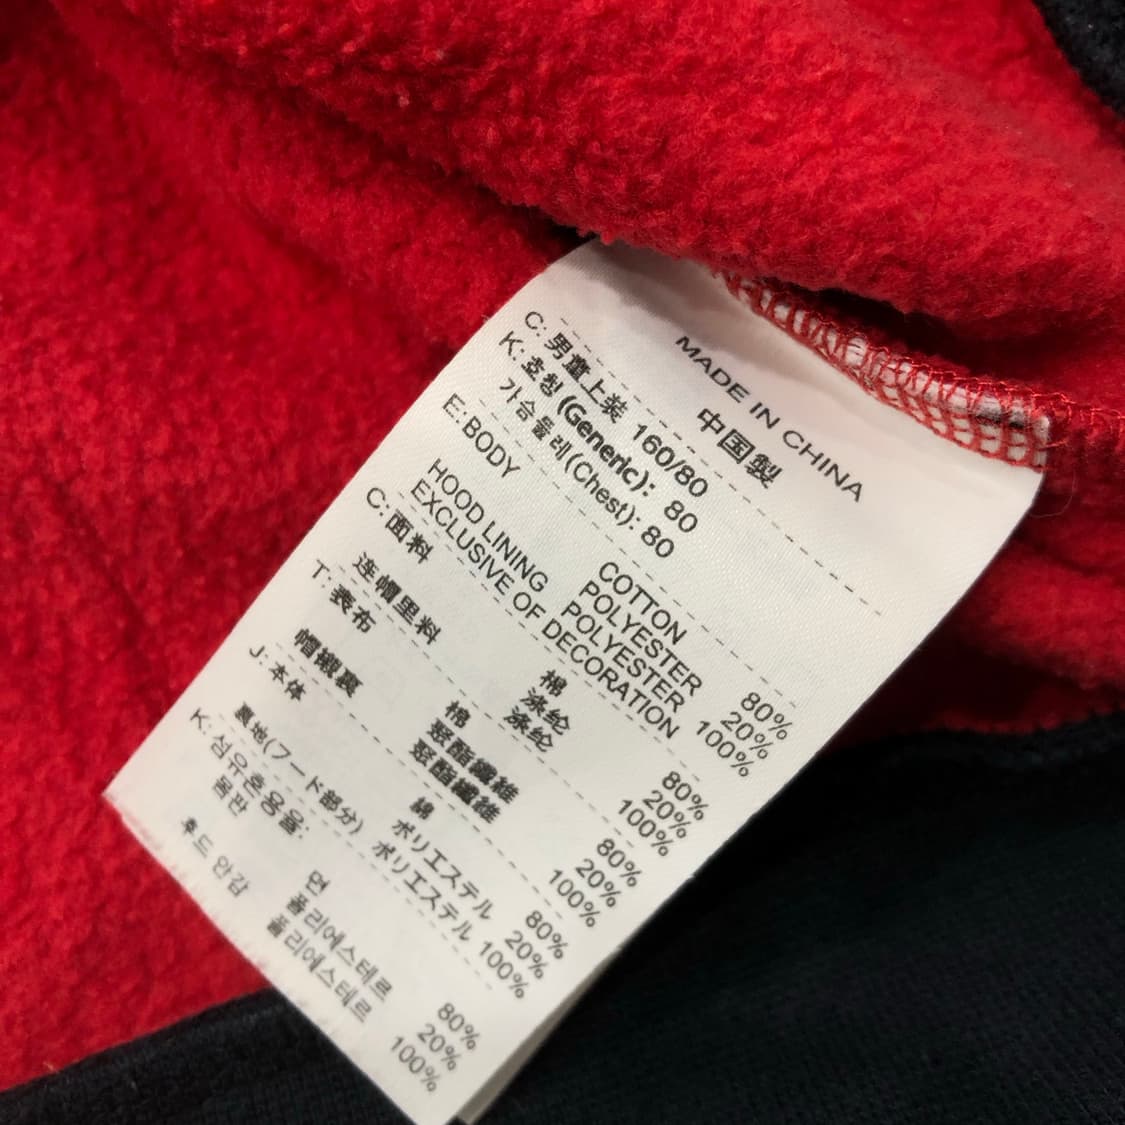 MADE IN CHINA
中国製
C: 男童上装 160/80
K: 호칭 (Generic): 80
가슴둘레(Chest): 80
E: BODY COTTON 80%
POLYESTER 20%
HOOD LINING POLYESTER 100%
EXCLUSIVE OF DECORATION
C: 面料 棉 80%
涤纶 20%
连帽里料 涤纶 100%
T: 表布 棉 80%
聚酯纖維 20%
帽襯裏 聚酯纖維 100%
J: 本体 綿 80%
ポリエステル 20%
裏地(フード部分) ポリエステル 100%
K: 섬유혼용율:
몸판 면 80%
폴리에스테르 20%
후드 안감 폴리에스테르 100%